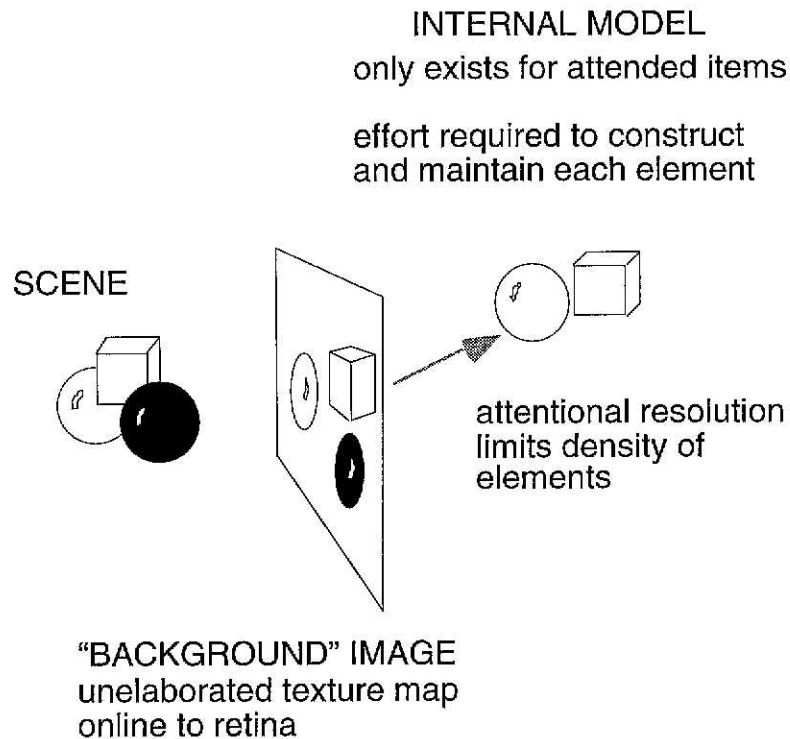 INTERNAL MODEL
only exists for attended items
effort required to construct
and maintain each element
SCENE
attentional resolution
limits density of
elements
“BACKGROUND” IMAGE
unelaborated texture map
online to retina